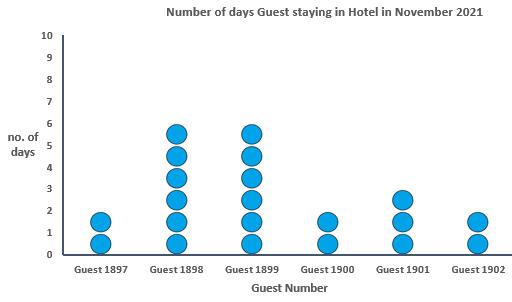 Number of days Guest staying in Hotel in November 2021
10
9
8
7
6
5
4
3
2
1
0
no. of
days
Guest 1897 Guest 1898 Guest 1899 Guest 1900 Guest 1901 Guest 1902
Guest Number